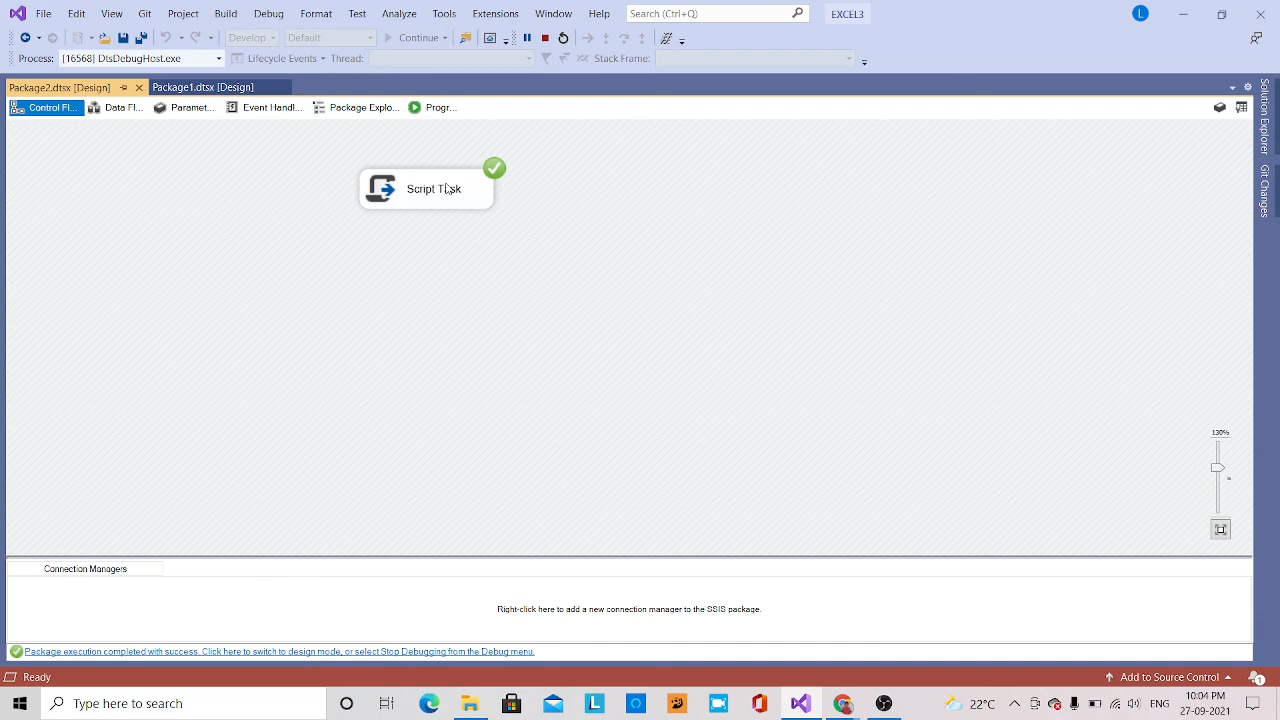 File Edit View Git Project Build Debug Format Test Analyze Tools Extensions Window Help Search (Ctrl+Q) EXCEL3 L
Develop Default Continue
Process: [16568] DtsDebugHost.exe Lifecycle Events Thread: Stack Frame:
Package2.dtsx [Design] Package1.dtsx [Design]
Control Fl... Data Fl... Paramet... Event Handl... Package Explo... Progr...
Solution Explorer
Script Task
130%
Connection Managers
Right-click here to add a new connection manager to the SSIS package.
Package execution completed with success. Click here to switch to design mode, or select Stop Debugging from the Debug menu.
Ready Add to Source Control 1
Type here to search 22°C ENG 10:04 PM
27-09-2021